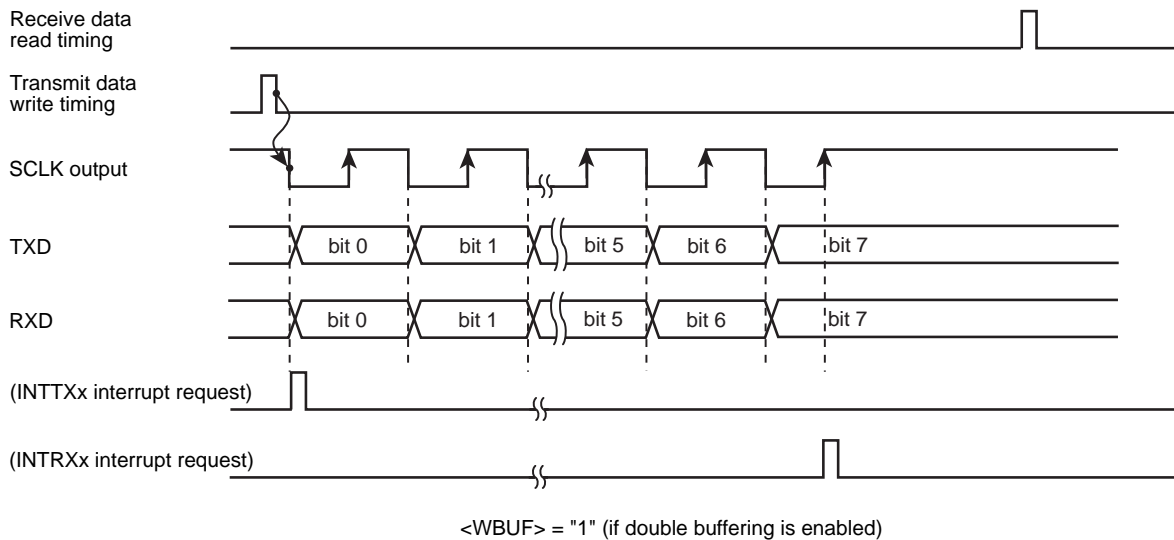 Receive data
read timing
Transmit data
write timing
SCLK output
TXD
bit 0 bit 1 bit 5 bit 6 bit 7
RXD
bit 0 bit 1 bit 5 bit 6 bit 7
(INTTXx interrupt request)
(INTRXx interrupt request)
<WBUF> = "1" (if double buffering is enabled)